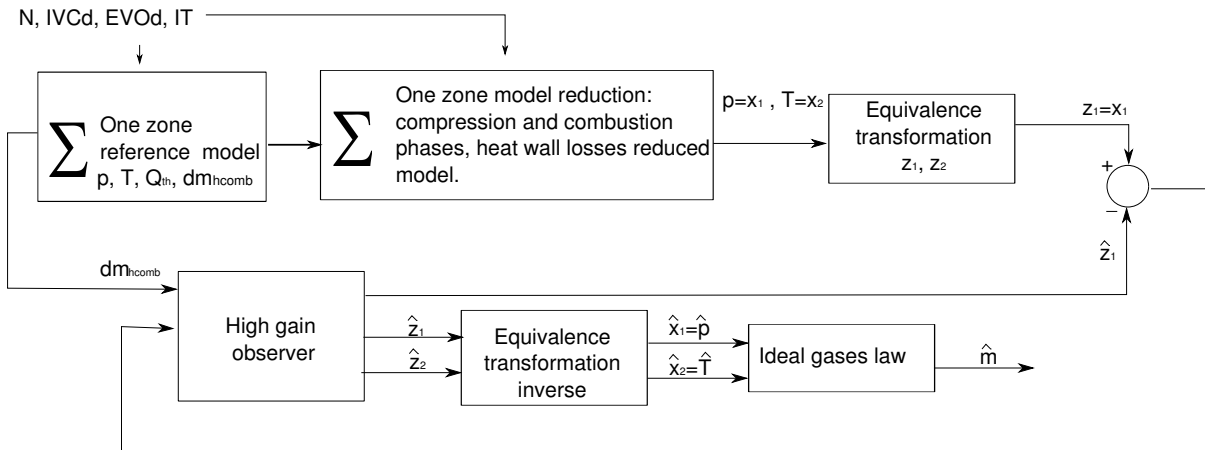 N, IVCd, EVOd, IT
∑ One zone
reference model
p, T, Qth, dmhcomb
∑ One zone model reduction:
compression and combustion
phases, heat wall losses reduced
model.
p=x1 , T=x2
Equivalence
transformation
z1, z2
z1=x1
+
−
ẑ1
dmhcomb
High gain
observer
ẑ1
ẑ2
Equivalence
transformation
inverse
x̂1=p̂
x̂2=T̂
Ideal gases law
m̂